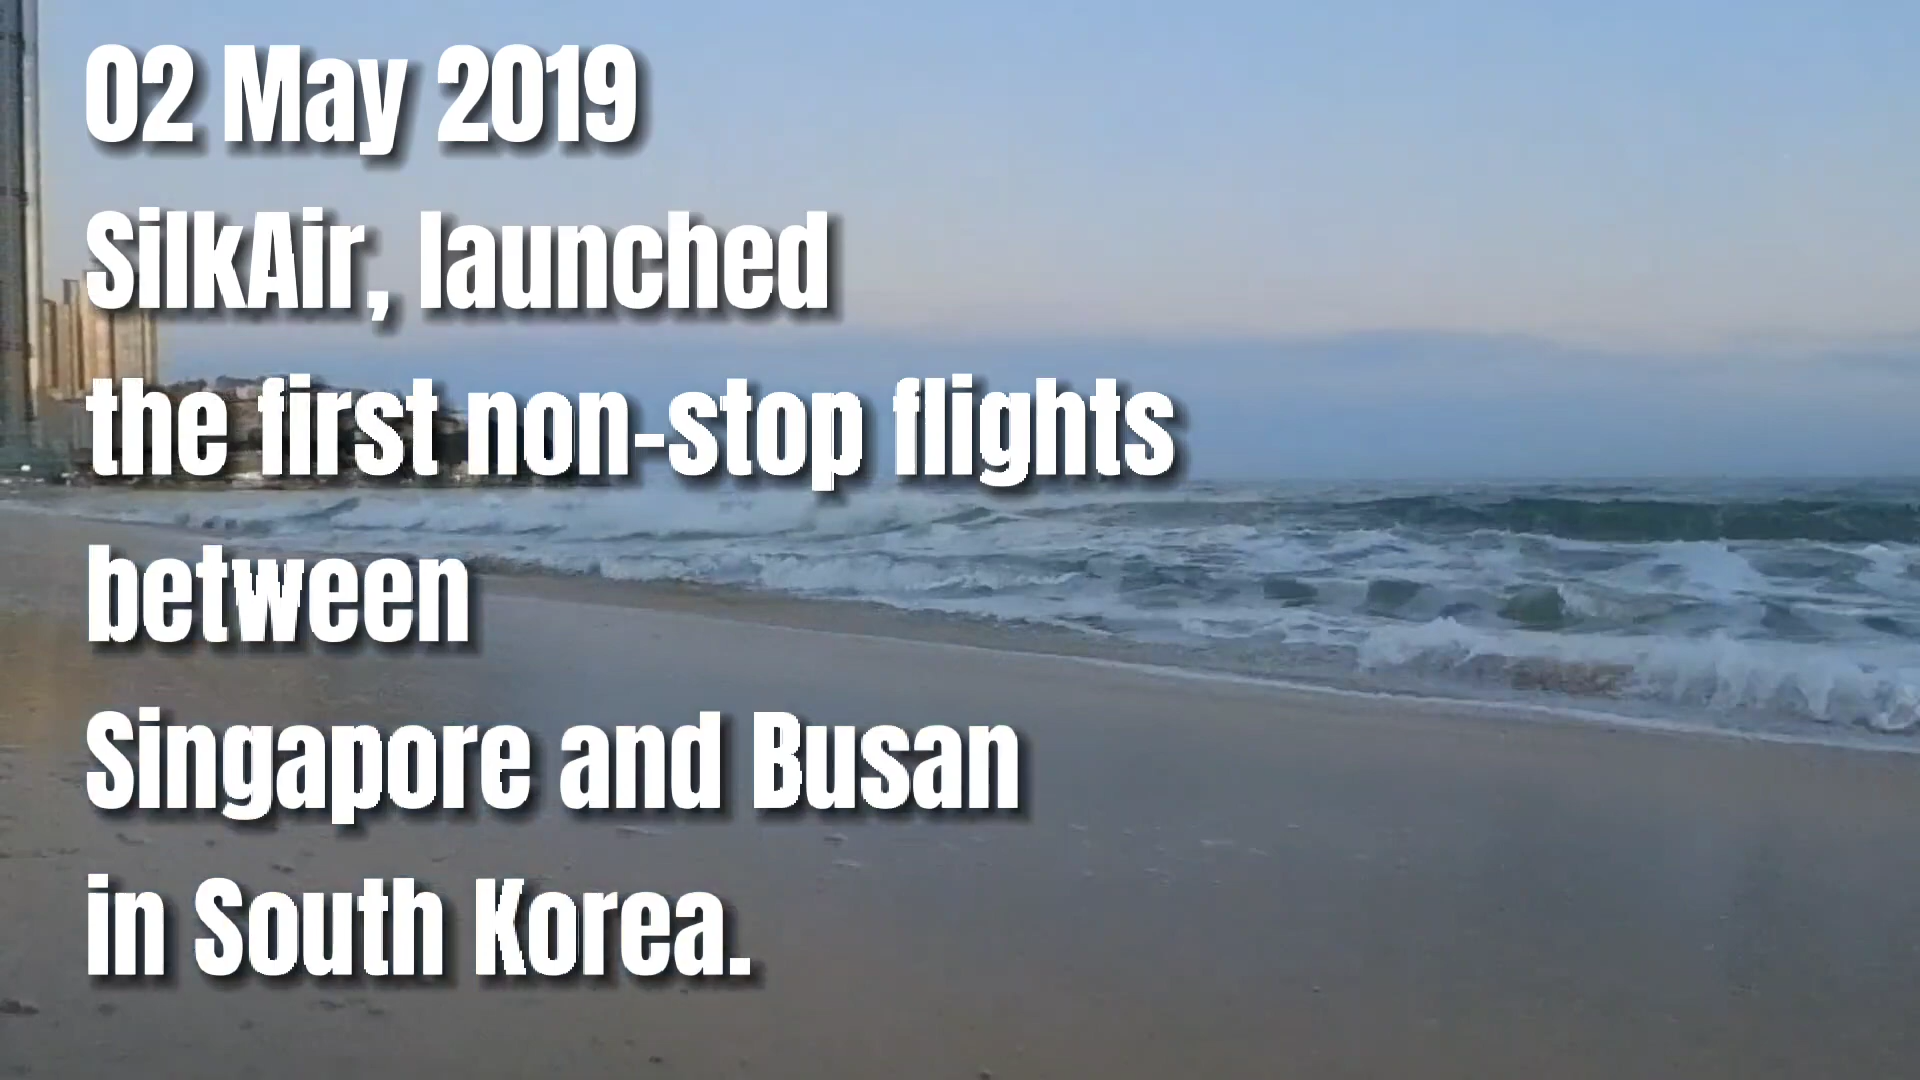 02 May 2019
SilkAir, launched
the first non-stop flights
between
Singapore and Busan
in South Korea.